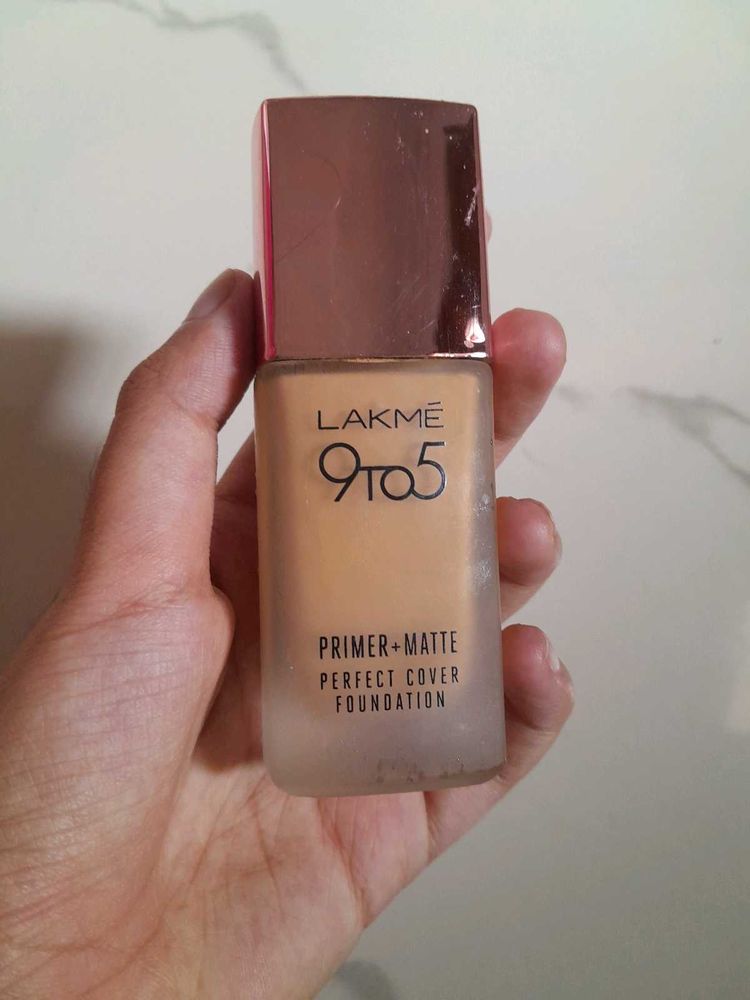 LAKMÉ
9TO5
PRIMER+MATTE
PERFECT COVER
FOUNDATION